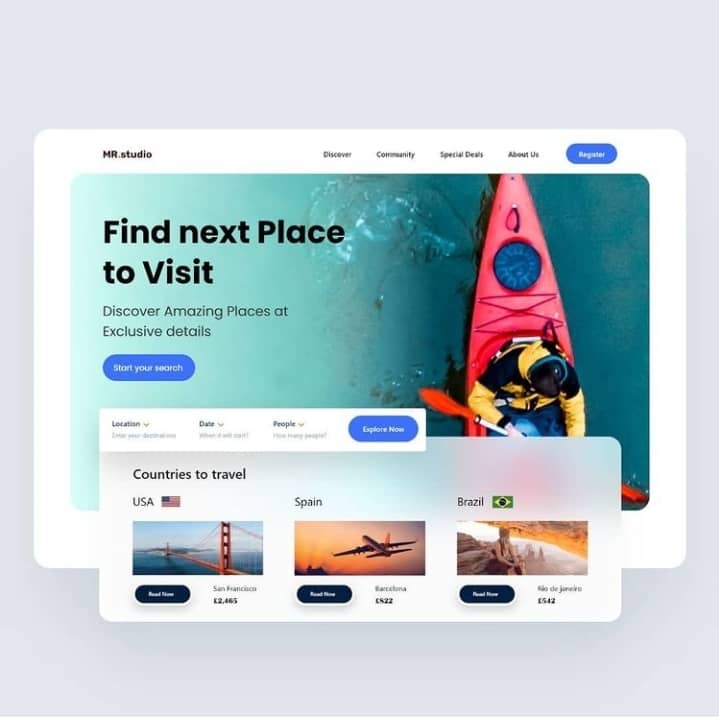 MR.studio
Discover Community Special Deals About Us Register
Find next Place
to Visit
Discover Amazing Places at
Exclusive details
Start your search
Location Date People
Enter your destination When it will start? How many people?
Explore Now
Countries to travel
USA Spain Brazil
San Francisco Barcelona Rio de Janeiro
Read Now Read Now Read Now
£2,465 £822 £542